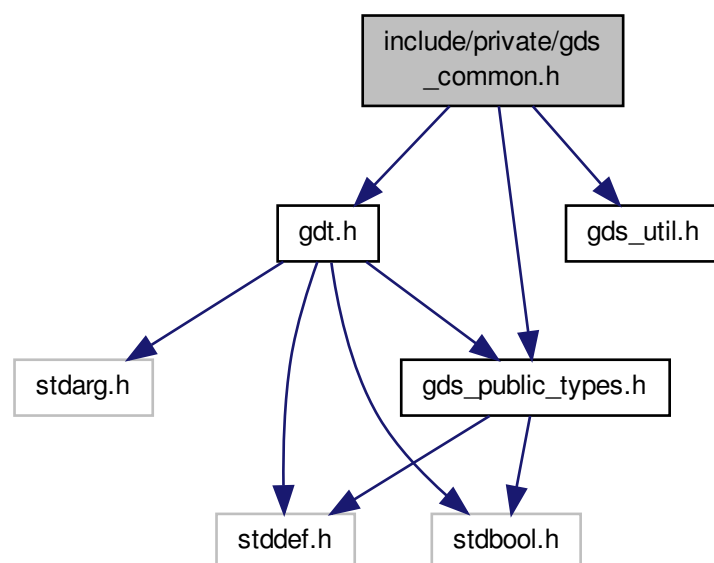 include/private/gds
_common.h
gdt.h
gds_util.h
stdarg.h
gds_public_types.h
stddef.h
stdbool.h